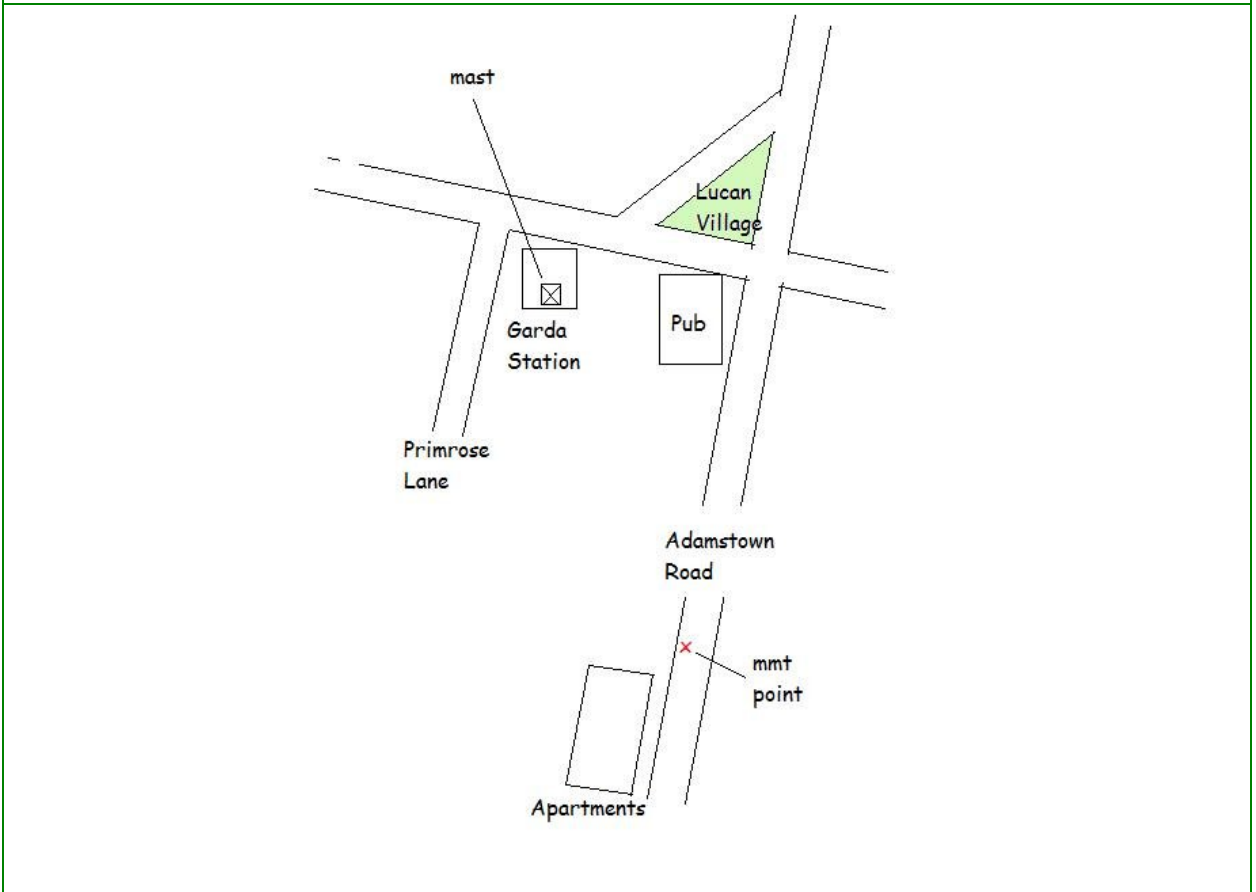 mast
Lucan
Village
Pub
Garda
Station
Primrose
Lane
Adamstown
Road
mmt
point
Apartments